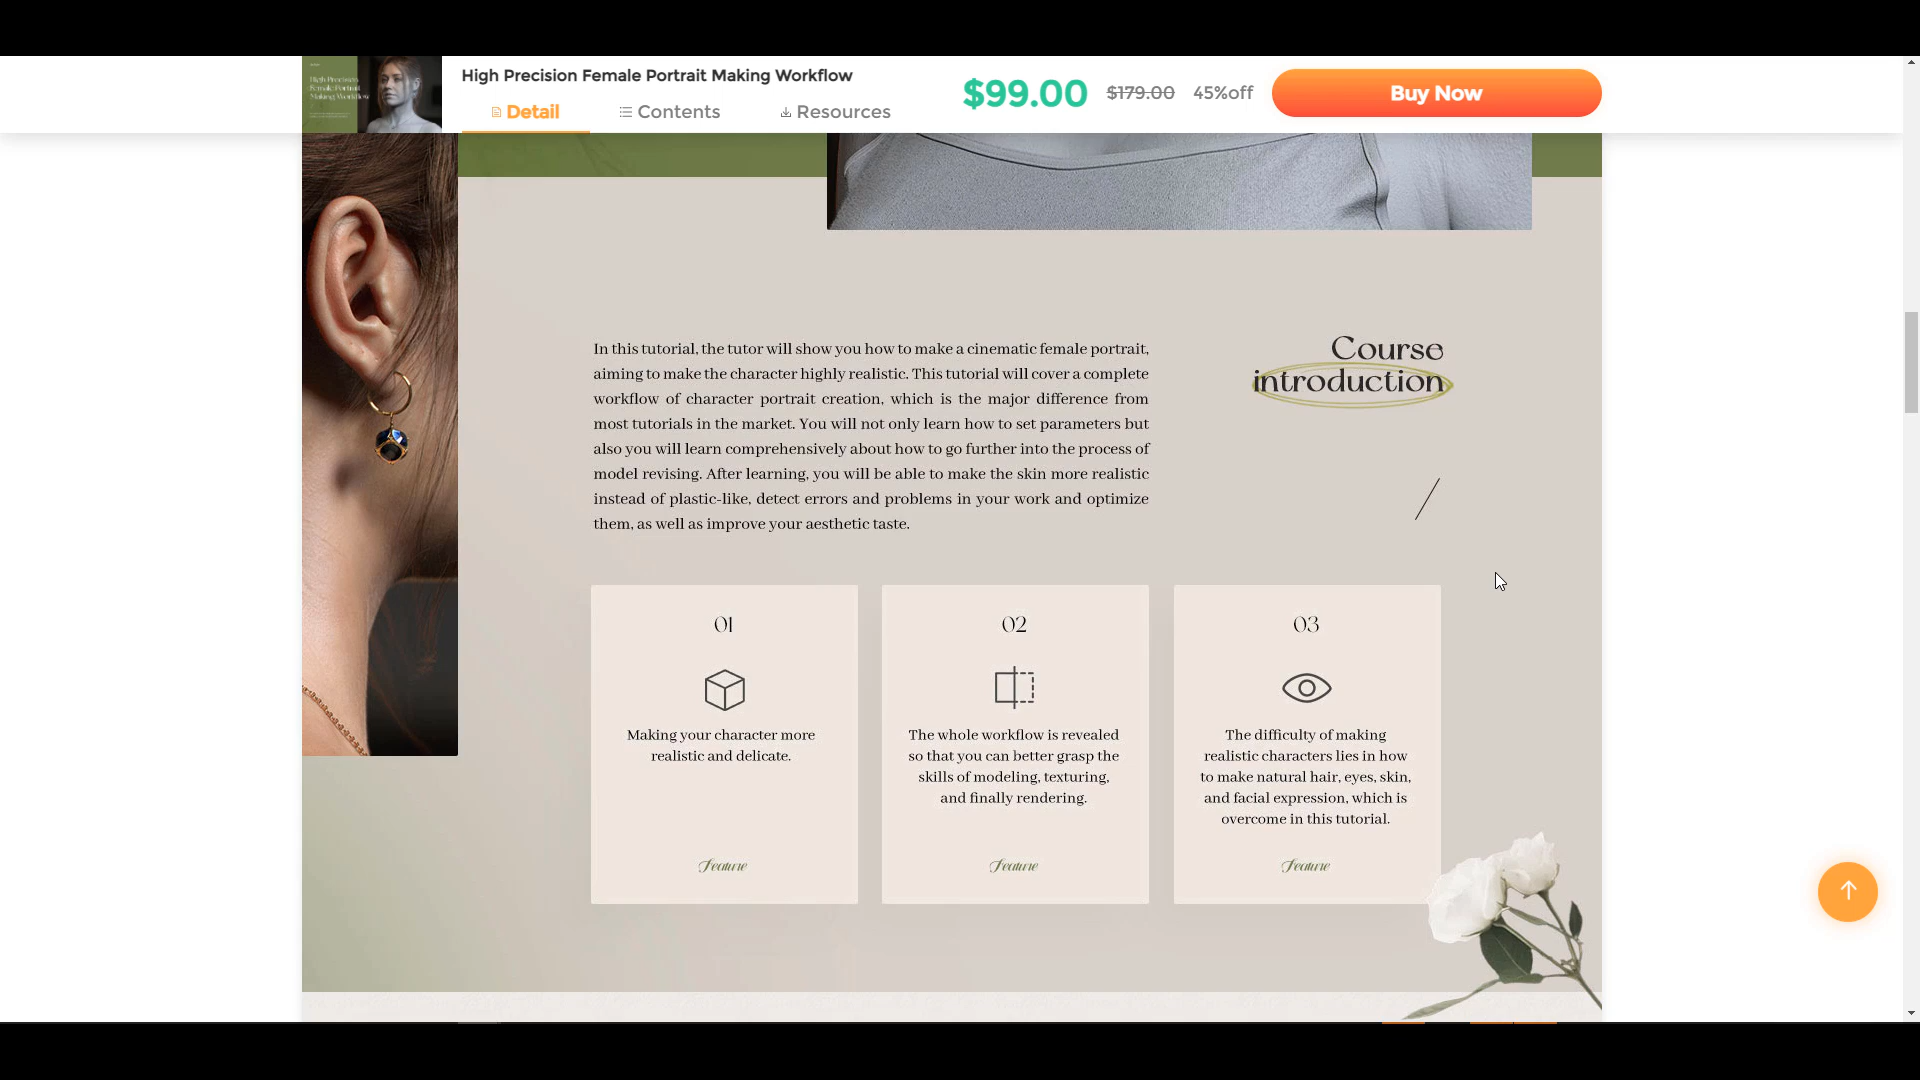 High Precision
Female Portrait
Making Workflow
High Precision Female Portrait Making Workflow
Detail
Contents
Resources
$99.00
$179.00
45%off
Buy Now
In this tutorial, the tutor will show you how to make a cinematic female portrait,
aiming to make the character highly realistic. This tutorial will cover a complete
workflow of character portrait creation, which is the major difference from
most tutorials in the market. You will not only learn how to set parameters but
also you will learn comprehensively about how to go further into the process of
model revising. After learning, you will be able to make the skin more realistic
instead of plastic-like, detect errors and problems in your work and optimize
them, as well as improve your aesthetic taste.
Course
introduction
01
Making your character more
realistic and delicate.
Feature
02
The whole workflow is revealed
so that you can better grasp the
skills of modeling, texturing,
and finally rendering.
Feature
03
The difficulty of making
realistic characters lies in how
to make natural hair, eyes, skin,
and facial expression, which is
overcome in this tutorial.
Feature